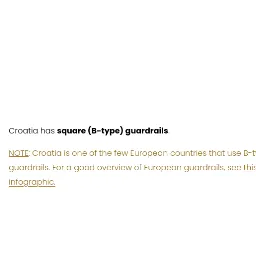 Croatia has square (B-type) guardrails.
NOTE: Croatia is one of the few European countries that use B-t
guardrails. For a good overview of European guardrails, see this
infographic.